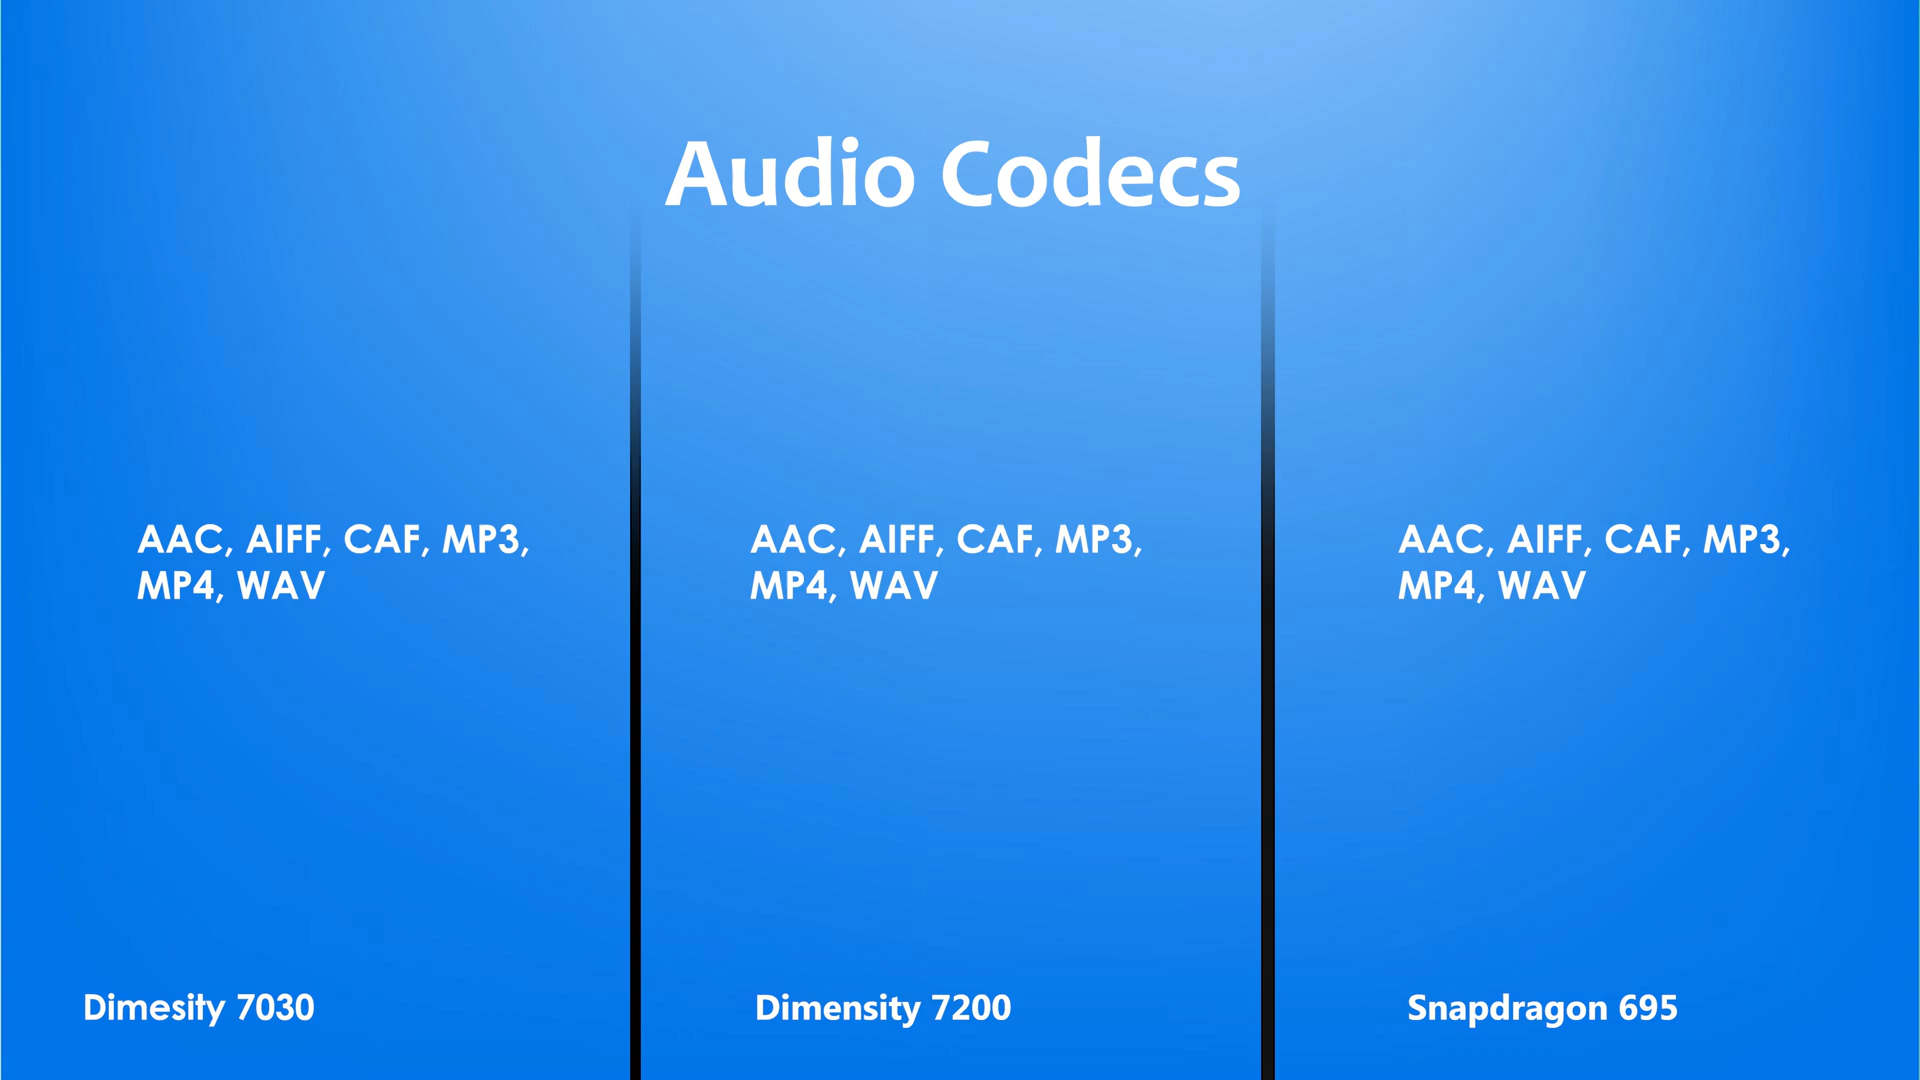 Audio Codecs
AAC, AIFF, CAF, MP3,
MP4, WAV
AAC, AIFF, CAF, MP3,
MP4, WAV
AAC, AIFF, CAF, MP3,
MP4, WAV
Dimesity 7030
Dimensity 7200
Snapdragon 695